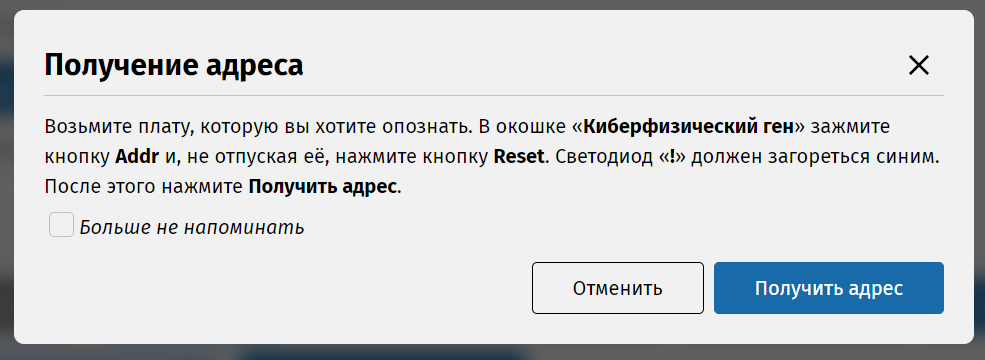 Получение адреса
Возьмите плату, которую вы хотите опознать. В окошке «Киберфизический ген» зажмите
кнопку Addr и, не отпуская её, нажмите кнопку Reset. Светодиод «!» должен загореться синим.
После этого нажмите Получить адрес.
Больше не напоминать
Отменить
Получить адрес